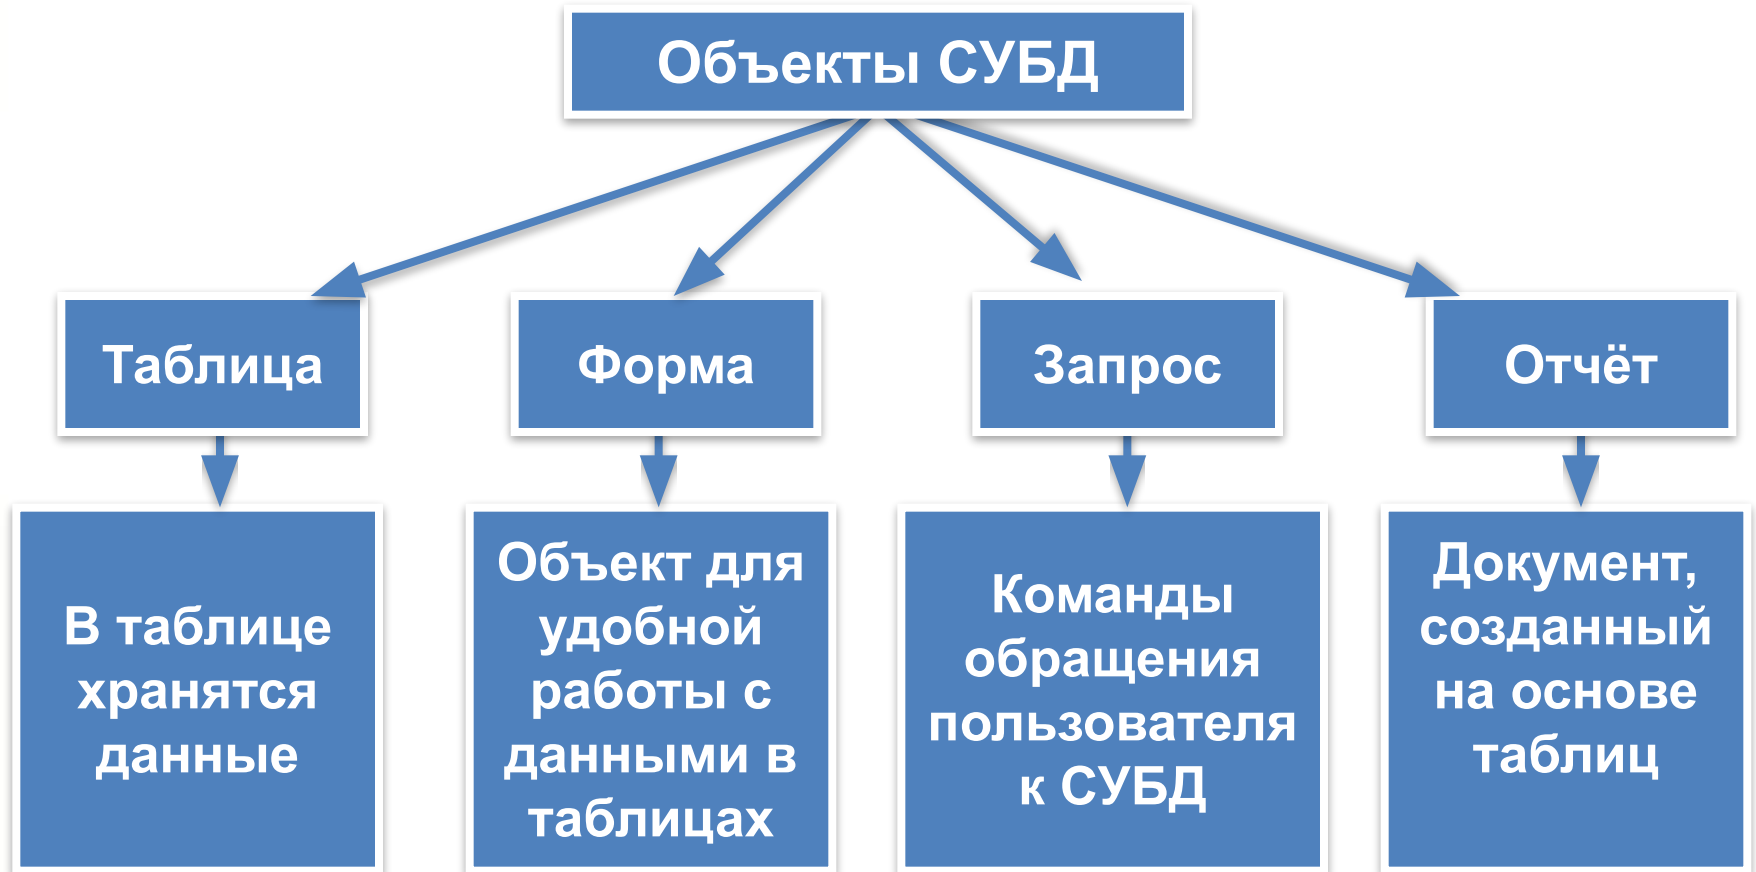 Объекты СУБД
Таблица
Форма
Запрос
Отчёт
В таблице
хранятся
данные
Объект для
удобной
работы с
данными в
таблицах
Команды
обращения
пользователя
к СУБД
Документ,
созданный
на основе
таблиц